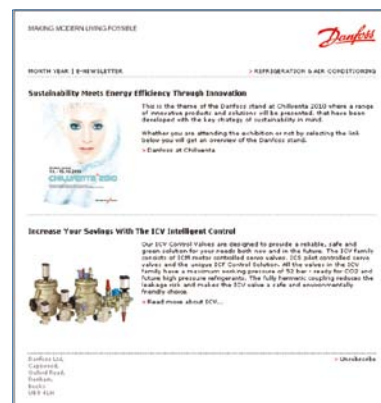 MAKING MODERN LIVING POSSIBLE
Danfoss
MONTH YEAR | E-NEWSLETTER
> REFRIGERATION & AIR CONDITIONING
Sustainability Meets Energy Efficiency Through Innovation
This is the theme of the Danfoss stand at Chillventa 2010 where a range
of innovative products and solutions will be presented, that have been
developed with the key strategy of sustainability in mind.
Whether you are attending the exhibition or not by selecting the link
below you will get an overview of the Danfoss stand.
> Danfoss at Chillventa
CHILLVENTA 2010
Increase Your Savings With The ICV Intelligent Control
Our ICV Control Valves are designed to provide a reliable, safe and
green solution for your needs both now and in the future. The ICV family
consists of ICM motor controlled servo valves, ICS pilot controlled servo
valves and the unique ICF Control Solution. All the valves in the ICV
family have a maximum working pressure of 52 bar - ready for CO2 and
future high pressure refrigerants. The fully hermetic coupling reduces the
leakage risk and makes the ICV valve a safe and environmentally
friendly choice.
> Read more about ICV...
Danfoss Ltd,
Capswood,
Oxford Road,
Denham,
Bucks
UB9 4LH
> Unsubscribe